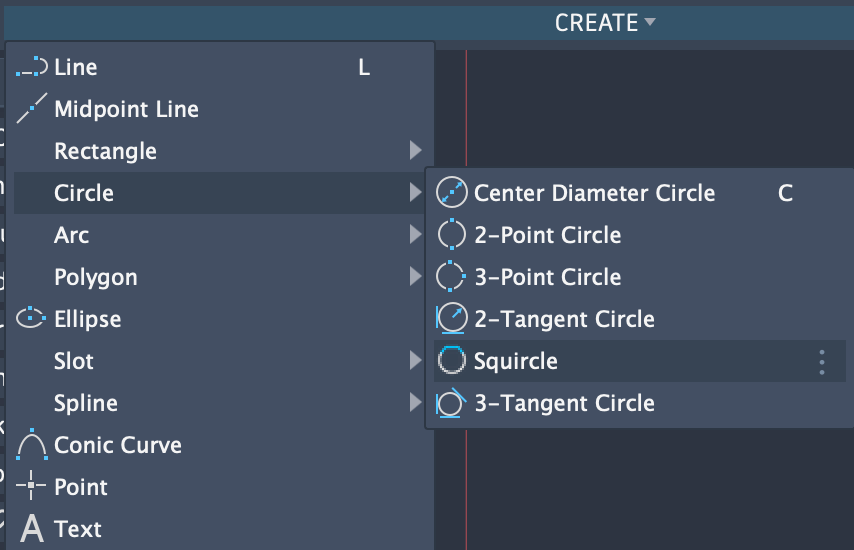 CREATE
Line L
Midpoint Line
Rectangle
Circle
Arc
Polygon
Ellipse
Slot
Spline
Conic Curve
Point
Text
Center Diameter Circle C
2-Point Circle
3-Point Circle
2-Tangent Circle
Squircle
3-Tangent Circle